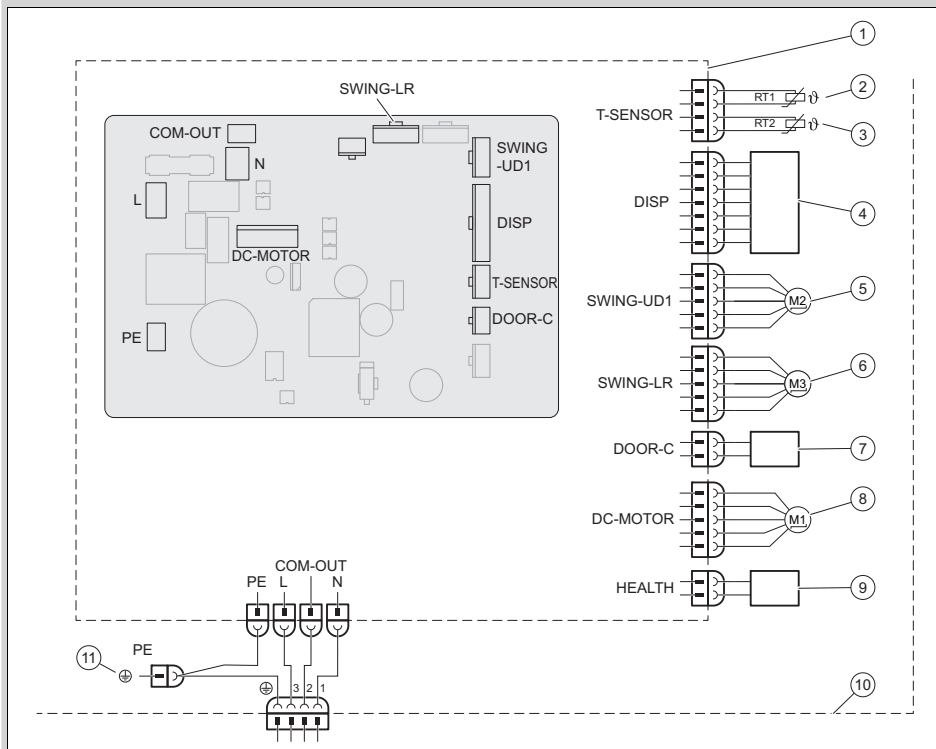 1
SWING-LR
2
RT1 ϑ
T-SENSOR
COM-OUT
3
RT2 ϑ
SWING
-UD1
N
L
DISP
4
DISP
DC-MOTOR
T-SENSOR
SWING-UD1
M2
5
DOOR-C
PE
6
SWING-LR
M3
DOOR-C
7
8
DC-MOTOR
M1
COM-OUT
PE L N
HEALTH
9
PE
11
3 2 1
10